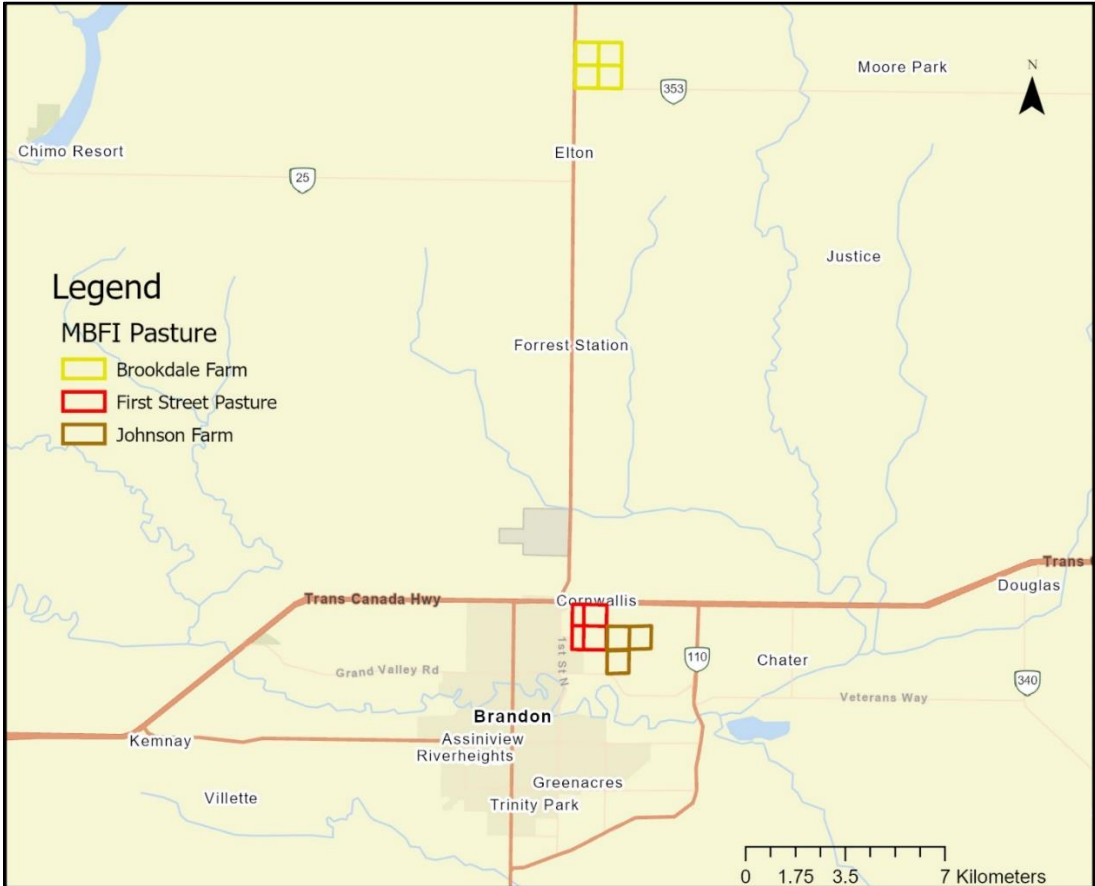 Moore Park
N
353
Chimo Resort
Elton
25
Justice
Legend
MBFI Pasture
Forrest Station
Brookdale Farm
First Street Pasture
Johnson Farm
Trans
Douglas
Trans Canada Hwy
Cornwallis
1st St N
110
Chater
Grand Valley Rd
340
Veterans Way
Brandon
Kemnay
Assiniview
Riverheights
Greenacres
Villette
Trinity Park
0 1.75 3.5 7 Kilometers